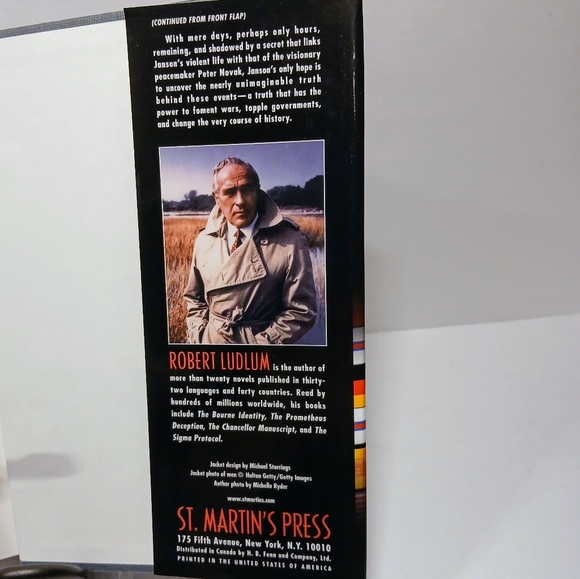 (CONTINUED FROM FRONT FLAP)
With mere days, perhaps only hours,
remaining, and shadowed by a secret that links
Janson's violent life with that of the visionary
peacemaker Peter Novak, Janson's only hope is
to uncover the nearly unimaginable truth
behind these events—a truth that has the
power to foment wars, topple governments,
and change the very course of history.
ROBERT LUDLUM is the author of
more than twenty novels published in thirty-
two languages and forty countries. Read by
hundreds of millions worldwide, his books
include The Bourne Identity, The Prometheus
Deception, The Chancellor Manuscript, and The
Sigma Protocol.
Jacket design by Michael Storrings
Jacket photo of men © Hulton Getty/Getty Images
Author photo by Michelle Ryder
www.stmartins.com
ST. MARTIN'S PRESS
175 Fifth Avenue, New York, N.Y. 10010
Distributed in Canada by H. B. Fenn and Company, Ltd.
PRINTED IN THE UNITED STATES OF AMERICA